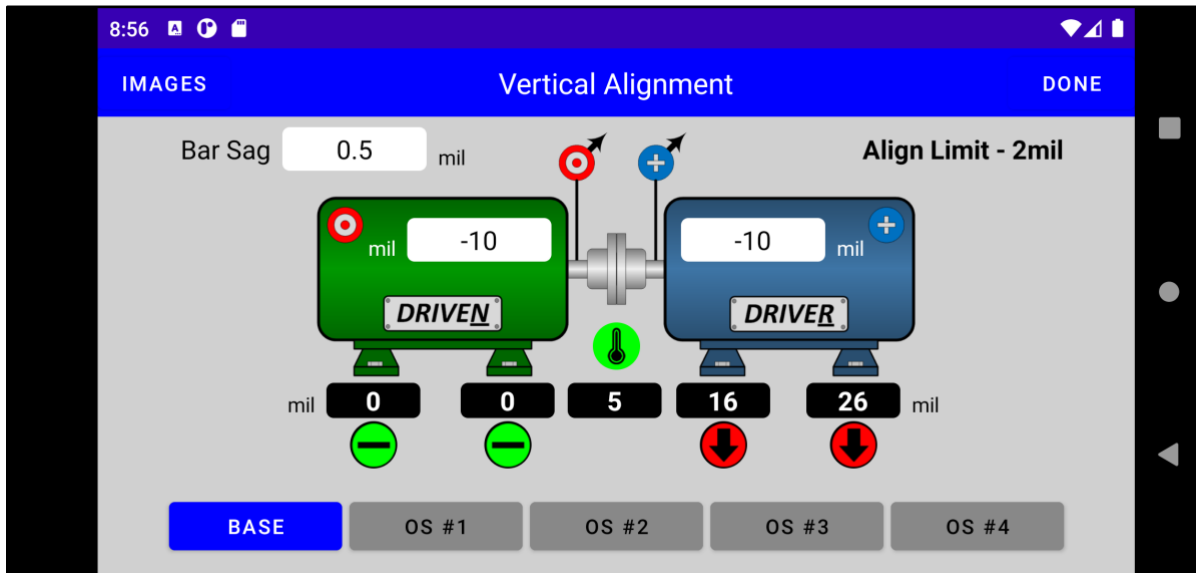 8:56
IMAGES Vertical Alignment DONE
Bar Sag 0.5 mil Align Limit - 2mil
mil -10 -10 mil
DRIVEN DRIVER
mil 0 0 5 16 26 mil
BASE OS #1 OS #2 OS #3 OS #4